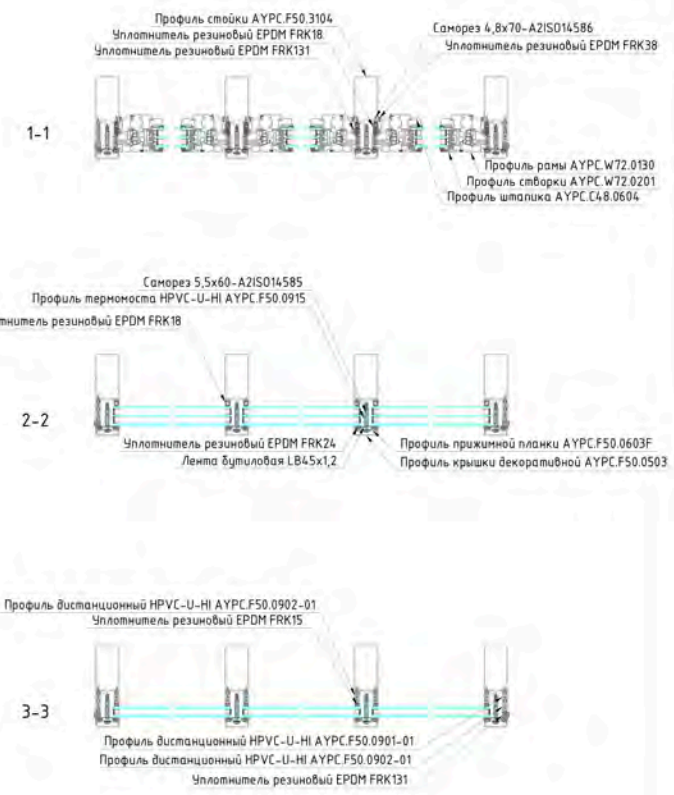 Профиль стойки AYPC.F50.3104
Уплотнитель резиновый EPDM FRK18
Уплотнитель резиновый EPDM FRK131
Саморез 4,8x70-A2ISO14586
Уплотнитель резиновый EPDM FRK38
1-1
Профиль рамы AYPC.W72.0130
Профиль створки AYPC.W72.0201
Профиль штапика AYPC.C48.0604
Саморез 5,5x60-A2ISO14585
Профиль термомоста HPVC-U-HI AYPC.F50.0915
тнитель резиновый EPDM FRK18
2-2
Уплотнитель резиновый EPDM FRK24
Лента бутиловая LB45x1,2
Профиль прижимной планки AYPC.F50.0603F
Профиль крышки декоративной AYPC.F50.0503
Профиль дистанционный HPVC-U-HI AYPC.F50.0902-01
Уплотнитель резиновый EPDM FRK15
3-3
Профиль дистанционный HPVC-U-HI AYPC.F50.0901-01
Профиль дистанционный HPVC-U-HI AYPC.F50.0902-01
Уплотнитель резиновый EPDM FRK131